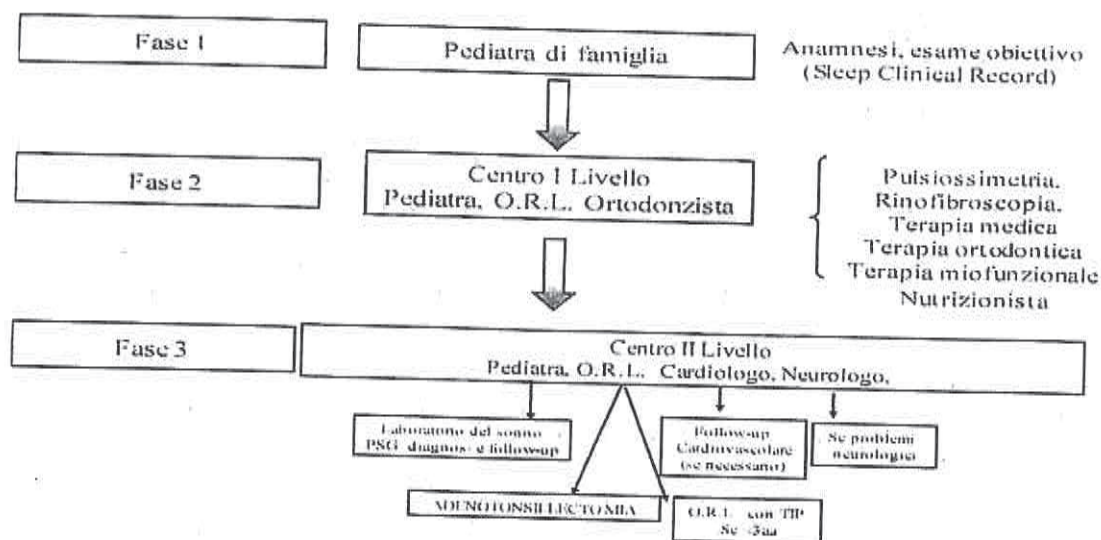 Fase 1
Pediatra di famiglia
Anamnesi, esame obiettivo
(Sleep Clinical Record)
Fase 2
Centro I Livello
Pediatra, O.R.L. Ortodonzista
Pulsiossimetria,
Rinofibroscopia,
Terapia medica
Terapia ortodontica
Terapia miofunzionale
Nutrizionista
Fase 3
Centro II Livello
Pediatra, O.R.L. Cardiologo, Neurologo,
Laboratorio del sonno
PSG diagnosi e follow-up
Follow-up
Cardiovascolare
(se necessario)
Se problemi
neurologici
ADENOTONSILLECTOMIA
O.R.L. con TIP
Se 3aa